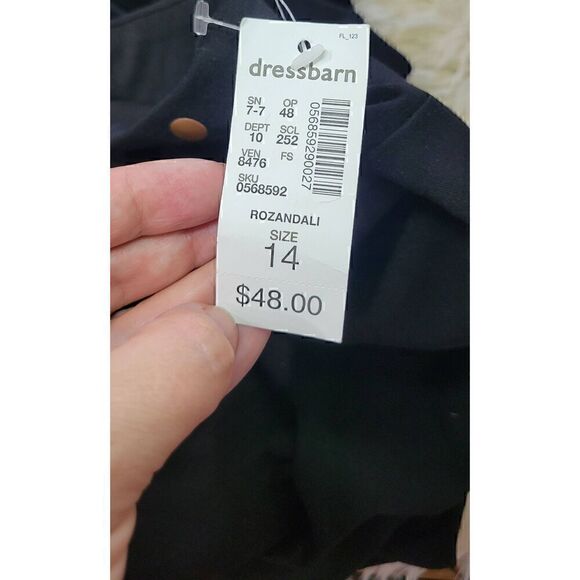 FL_123
dressbarn
SN OP
7-7 48
DEPT SCL
10 252
VEN FS
8476
SKU
0568592
056859290027
ROZANDALI
SIZE
14
$48.00